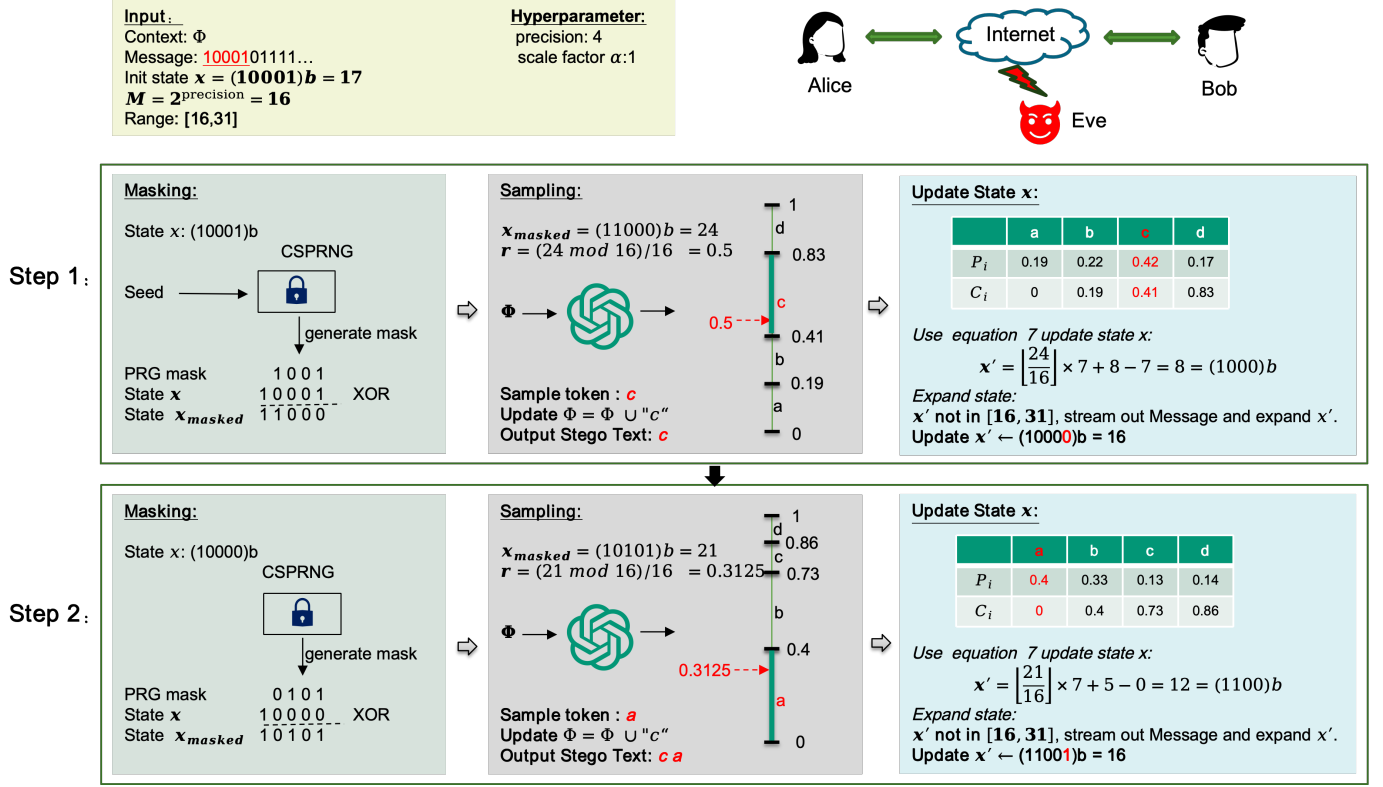 Input：
Context: Φ
Message: 1000101111…
Init state x = (10001)b = 17
M = 2^precision = 16
Range: [16,31]
Hyperparameter:
precision: 4
scale factor α:1
Alice
Internet
Bob
Eve
Step 1：
Masking:
State x: (10001)b
CSPRNG
Seed
generate mask
PRG mask 1 0 0 1
State x 1 0 0 0 1 XOR
State x_masked 1 1 0 0 0
Sampling:
x_masked = (11000)b = 24
r = (24 mod 16)/16 = 0.5
Φ
1
d
0.83
c
0.5
0.41
b
0.19
a
0
Sample token : c
Update Φ = Φ ∪ "c“
Output Stego Text: c
Update State x:
a b c d
P_i 0.19 0.22 0.42 0.17
C_i 0 0.19 0.41 0.83
Use equation 7 update state x:
x′ = ⌊24/16⌋ × 7 + 8 − 7 = 8 = (1000)b
Expand state:
x′ not in [16, 31], stream out Message and expand x′.
Update x′ ← (10000)b = 16
Step 2：
Masking:
State x: (10000)b
CSPRNG
generate mask
PRG mask 0 1 0 1
State x 1 0 0 0 0 XOR
State x_masked 1 0 1 0 1
Sampling:
x_masked = (10101)b = 21
r = (21 mod 16)/16 = 0.3125
Φ
1
d
0.86
c
0.73
b
0.4
0.3125
a
0
Sample token : a
Update Φ = Φ ∪ "c“
Output Stego Text: c a
Update State x:
a b c d
P_i 0.4 0.33 0.13 0.14
C_i 0 0.4 0.73 0.86
Use equation 7 update state x:
x′ = ⌊21/16⌋ × 7 + 5 − 0 = 12 = (1100)b
Expand state:
x′ not in [16, 31], stream out Message and expand x′.
Update x′ ← (11001)b = 16